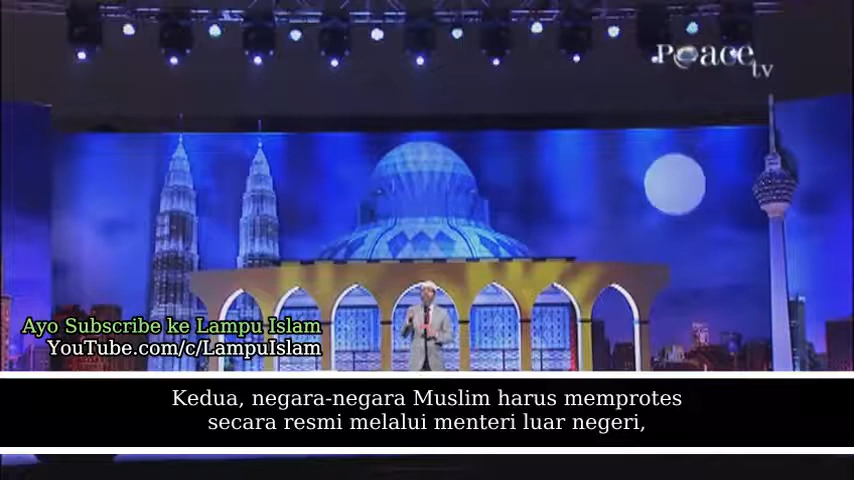 Peace
tv
Ayo Subscribe ke Lampu Islam
YouTube.com/c/LampuIslam
Kedua, negara-negara Muslim harus memprotes
secara resmi melalui menteri luar negeri,